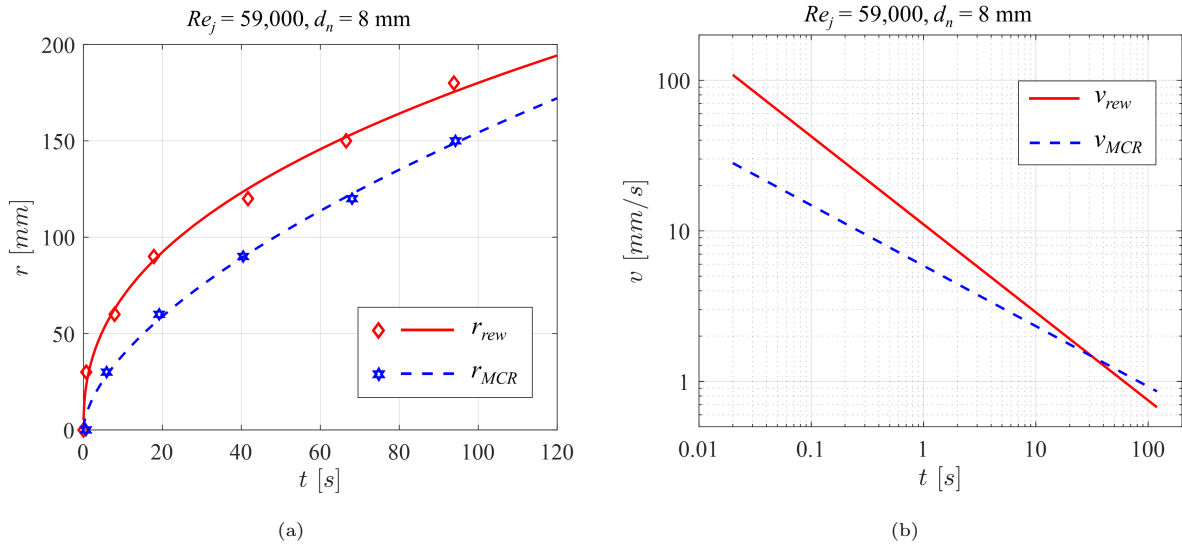 Re_j = 59,000, d_n = 8 mm
200
150
100
50
0
r [mm]
0 20 40 60 80 100 120
t [s]
r_rew
r_MCR
(a)
Re_j = 59,000, d_n = 8 mm
100
10
1
v [mm/s]
0.01 0.1 1 10 100
t [s]
v_rew
v_MCR
(b)